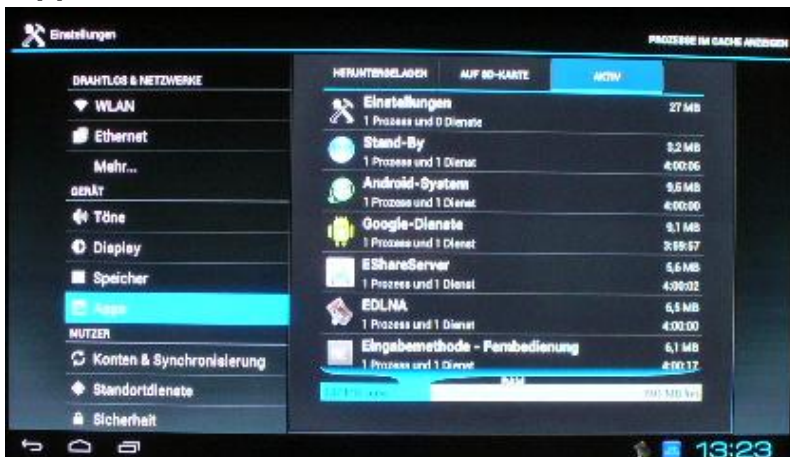 Einstellungen
PROZESSE IM CACHE ANZEIGEN
DRAHTLOS & NETZWERKE
WLAN
Ethernet
Mehr...
GERÄT
Töne
Display
Speicher
Apps
NUTZER
Konten & Synchronisierung
Standortdienste
Sicherheit
HERUNTERGELADEN
AUF SD-KARTE
AKTIV
Einstellungen
27 MB
1 Prozess und 0 Dienste
Stand-By
3,2 MB
1 Prozess und 1 Dienst
4:00:06
Android-System
9,6 MB
1 Prozess und 1 Dienst
4:00:00
Google-Dienste
9,1 MB
1 Prozess und 1 Dienst
3:59:57
EShareServer
5,6 MB
1 Prozess und 1 Dienst
4:00:02
EDLNA
6,5 MB
1 Prozess und 1 Dienst
4:00:00
Eingabemethode - Fernbedienung
6,1 MB
1 Prozess und 1 Dienst
4:00:17
RAM
13:23